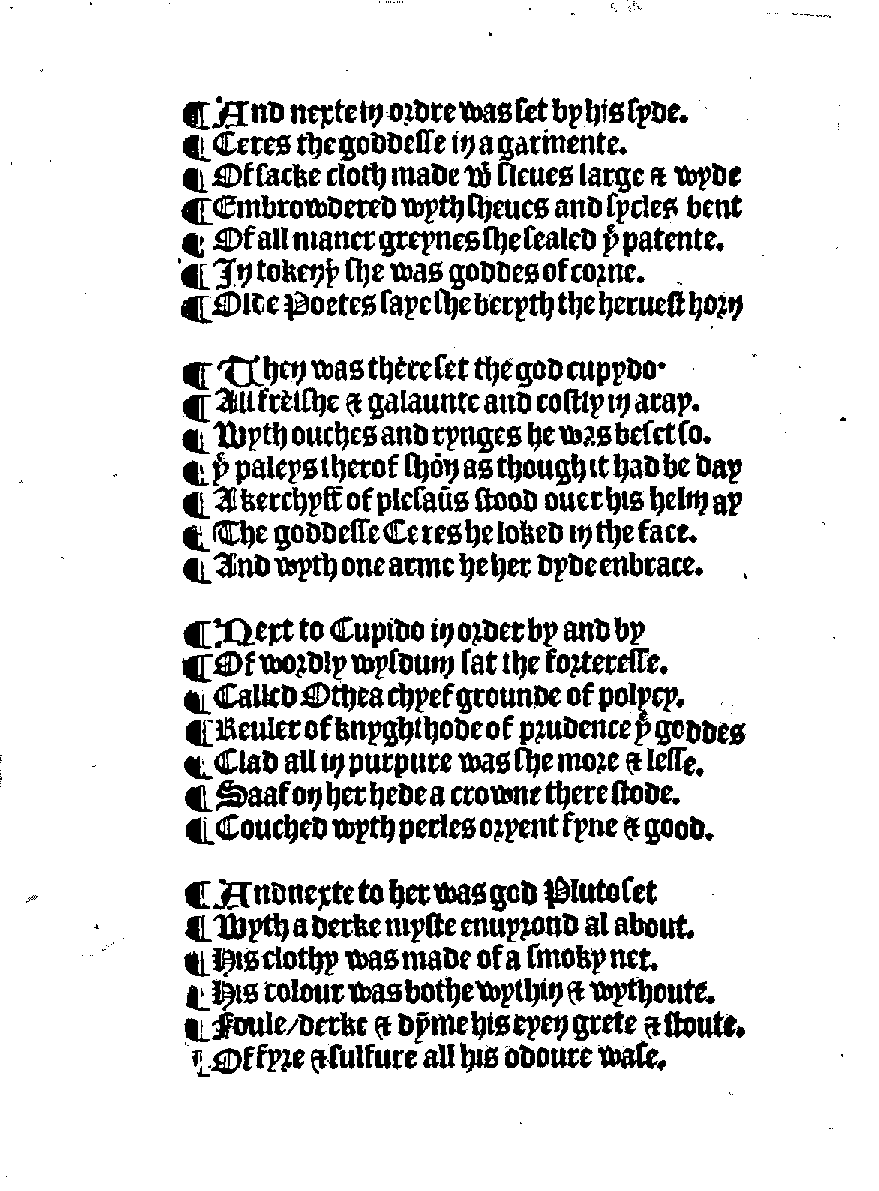 ¶ And nexte in ordre was set by his syde.
¶ Ceres the goddesse in a garmente.
¶ Of sacke cloth made wͭ sleues large & wyde
¶ Embrowdered wyth sheues and sycles bent
¶ Of all maner greynes she sealed yͤ patente.
¶ In token yͭ she was goddes of corne.
¶ Olde Poetes saye she beryth the heruest horn

¶ Then was there set the god cupydo.
¶ All freishe & galaunte and costly in aray.
¶ Wyth ouches and rynges he was beset so.
¶ yͤ paleys therof shon as though it had be day
¶ A kerchyff of plesaūs stood ouer his helm ay
¶ The goddesse Ceres he loked in the face.
¶ And wyth one arme he her dyde enbrace.

¶ Next to Cupido in order by and by
¶ Of wordly wysdum sat the forteresse.
¶ Called Othea chyef grounde of polyey.
¶ Reuler of knyghthode of prudence yͤ goddes
¶ Clad all in purpure was she more & lesse.
¶ Saaf on her hede a crowne there stode.
¶ Couched wyth perles oryent fyne & good.

¶ And nexte to her was god Pluto set
¶ Wyth a derke myste enuyrond al about.
¶ His clothy was made of a smoky net.
¶ His colour was bothe wythin & wythoute.
¶ Foule/derke & dȳme his eyen grete & stoute.
¶ Of fyre & sulfure all his odoure wase.